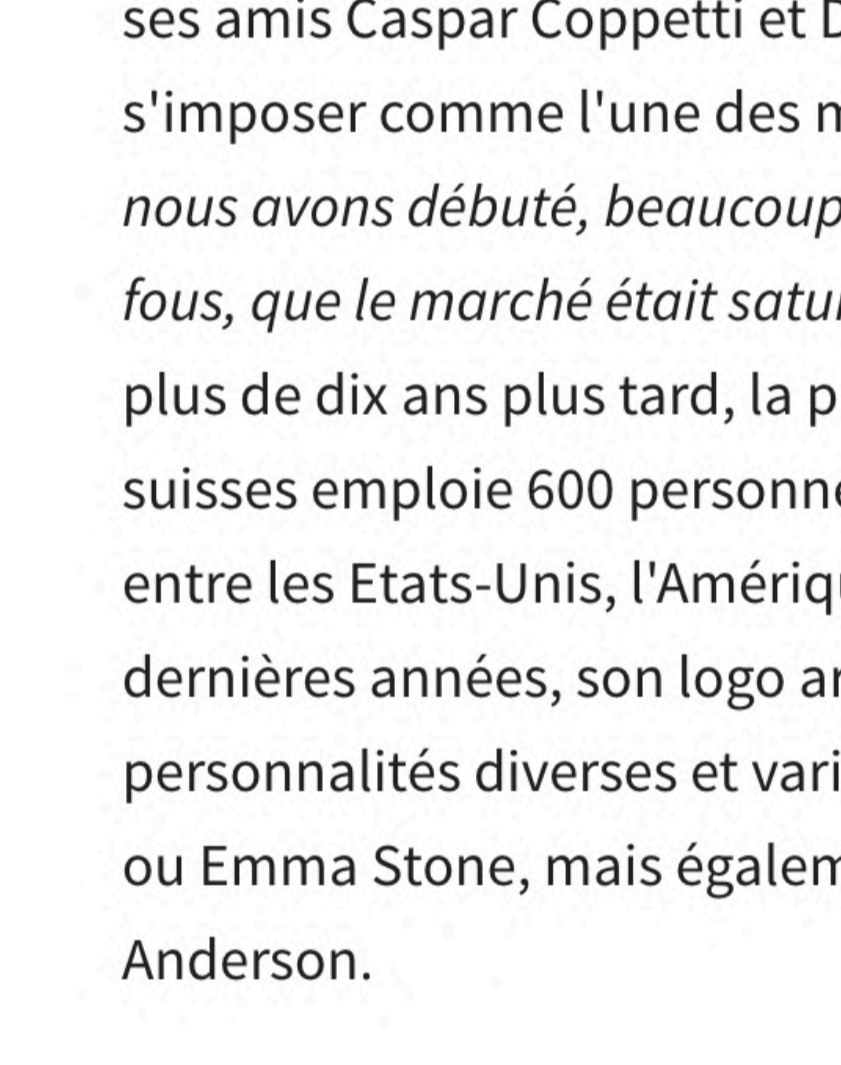 ses amis Caspar Coppetti et
s'imposer comme l'une des
nous avons débuté, beaucoup
fous, que le marché était
plus de dix ans plus tard, la
suisses emploie 600
entre les Etats-Unis,
dernières années, son logo
personnalités diverses et
ou Emma Stone, mais
Anderson.